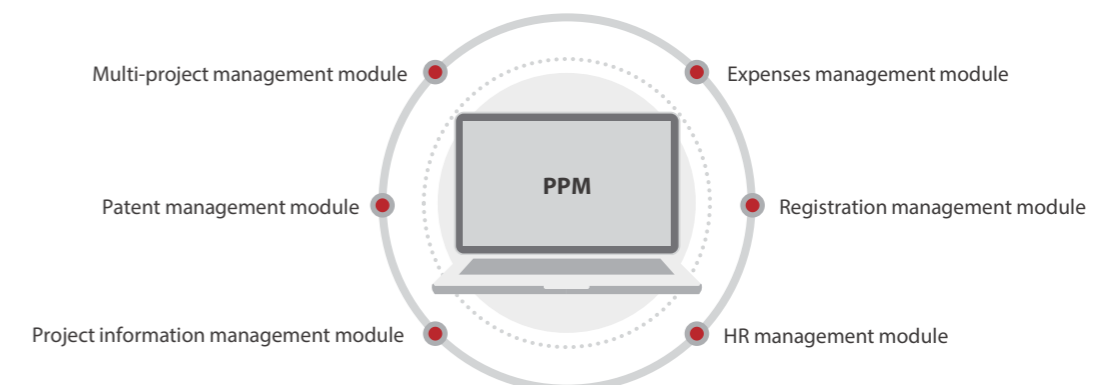 Multi-project management module
Expenses management module
PPM
Patent management module
Registration management module
Project information management module
HR management module